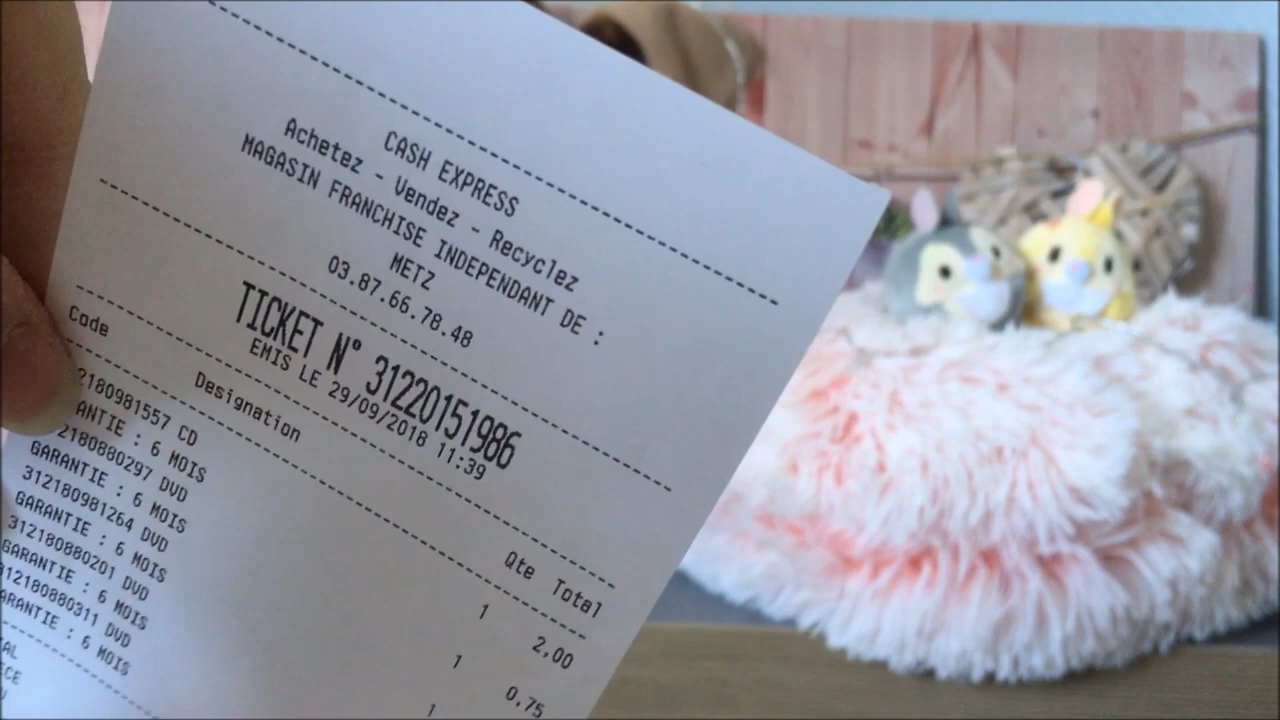 CASH EXPRESS
Achetez - Vendez - Recyclez
MAGASIN FRANCHISE INDEPENDANT DE :
METZ
03.87.66.78.48
TICKET N° 31220151986
EMIS LE 29/09/2018 11:39
Code Designation Qte Total
2180981557 CD 1 2,00
ANTIE : 6 MOIS
2180880297 DVD 1 0,75
GARANTIE : 6 MOIS
312180981264 DVD 1
GARANTIE : 6 MOIS
312180880201 DVD
GARANTIE : 6 MOIS
312180880311 DVD
ARANTIE : 6 MOIS